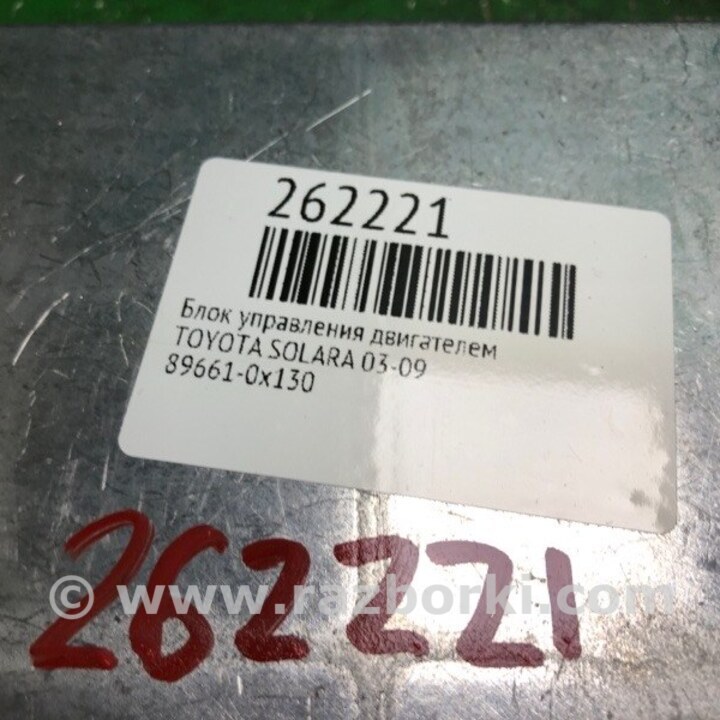 262221
Блок управления двигателем
TOYOTA SOLARA 03-09
89661-0x130
262221
© www.razborki.com